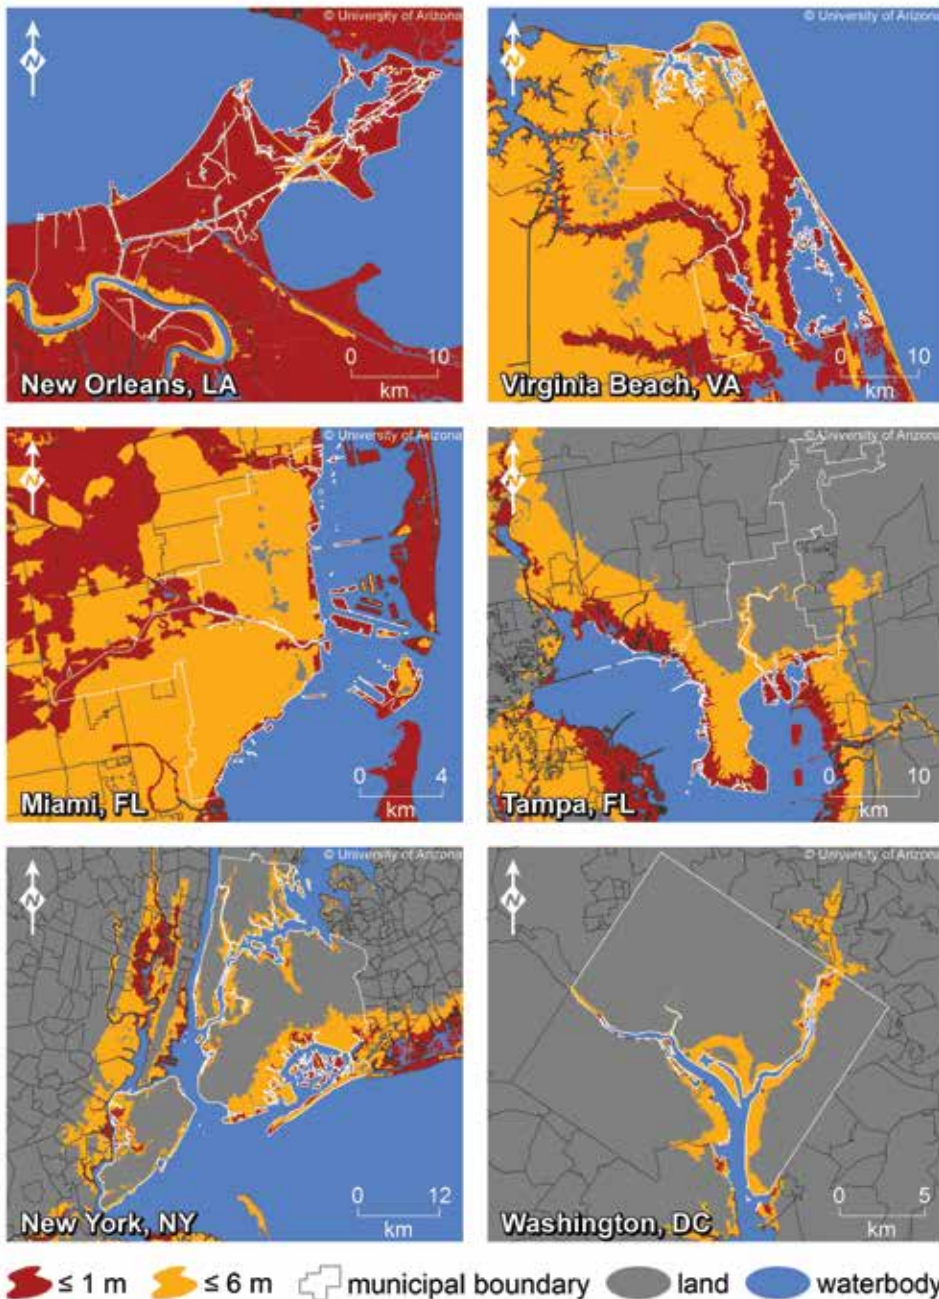 © University of Arizona
N
0 10
km
New Orleans, LA
© University of Arizona
N
0 10
km
Virginia Beach, VA
© University of Arizona
N
0 4
km
Miami, FL
© University of Arizona
N
0 10
km
Tampa, FL
© University of Arizona
N
0 12
km
New York, NY
© University of Arizona
N
0 5
km
Washington, DC
≤ 1 m ≤ 6 m municipal boundary land waterbody